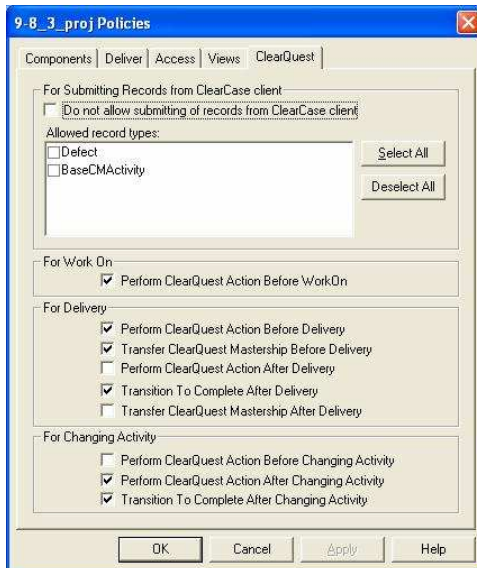 9-8_3_proj Policies
Components Deliver Access Views ClearQuest
For Submitting Records from ClearCase client
Do not allow submitting of records from ClearCase client
Allowed record types:
Defect
BaseCMActivity
Select All
Deselect All
For Work On
Perform ClearQuest Action Before WorkOn
For Delivery
Perform ClearQuest Action Before Delivery
Transfer ClearQuest Mastership Before Delivery
Perform ClearQuest Action After Delivery
Transition To Complete After Delivery
Transfer ClearQuest Mastership After Delivery
For Changing Activity
Perform ClearQuest Action Before Changing Activity
Perform ClearQuest Action After Changing Activity
Transition To Complete After Changing Activity
OK Cancel Apply Help